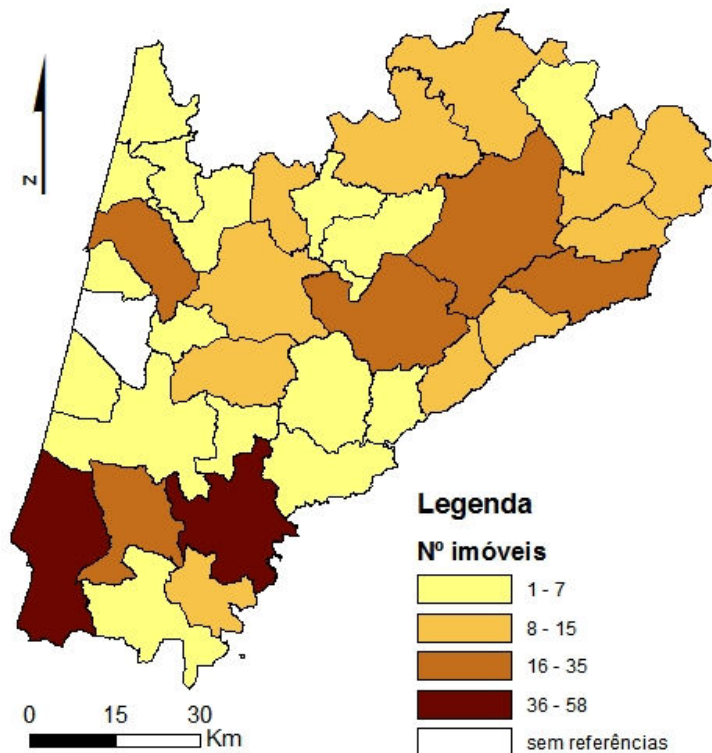 N
Legenda
Nº imóveis
1 - 7
8 - 15
16 - 35
36 - 58
sem referências
0 15 30
Km